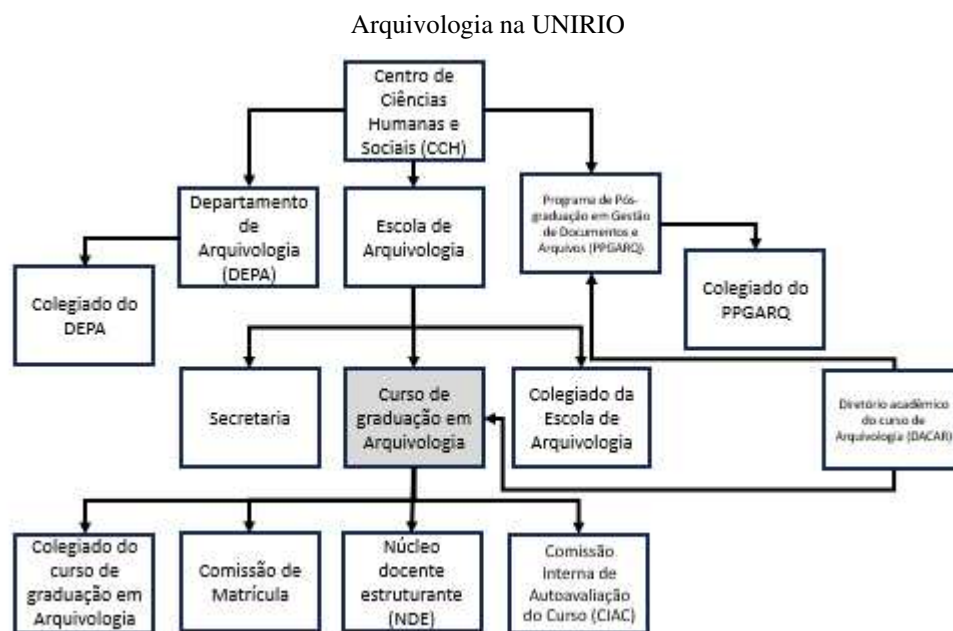 Arquivologia na UNIRIO
Centro de
Ciências
Humanas e
Sociais (CCH)
Departamento
de
Arquivologia
(DEPA)
Escola de
Arquivologia
Programa de Pós-
graduação em Gestão
de Documentos e
Arquivos (PPGARQ)
Colegiado do
DEPA
Colegiado do
PPGARQ
Secretaria
Curso de
graduação em
Arquivologia
Colegiado da
Escola de
Arquivologia
Diretório acadêmico
do curso de
Arquivologia (DACAR)
Colegiado do
curso de
graduação em
Arquivologia
Comissão de
Matrícula
Núcleo
docente
estruturante
(NDE)
Comissão
Interna de
Autoavaliação
do Curso (CIAC)